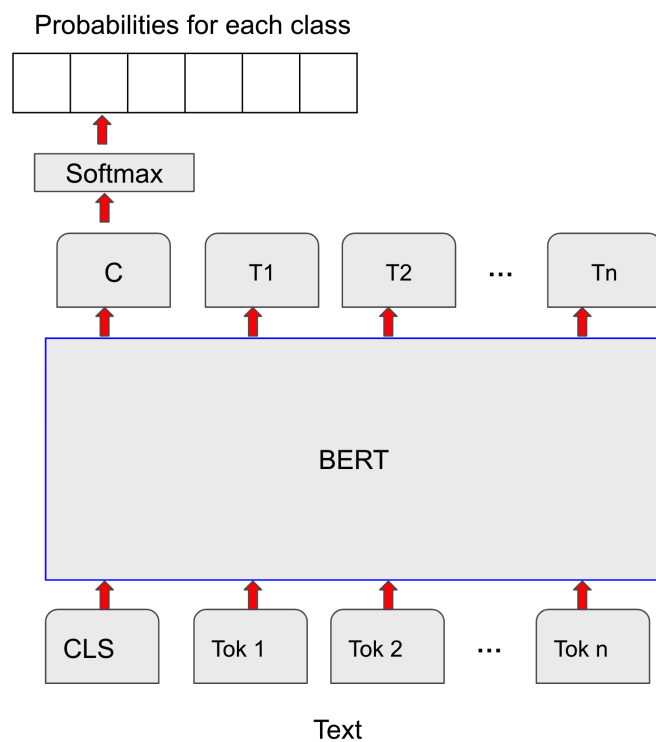 Probabilities for each class
Softmax
C T1 T2 ... Tn
BERT
CLS Tok 1 Tok 2 ... Tok n
Text